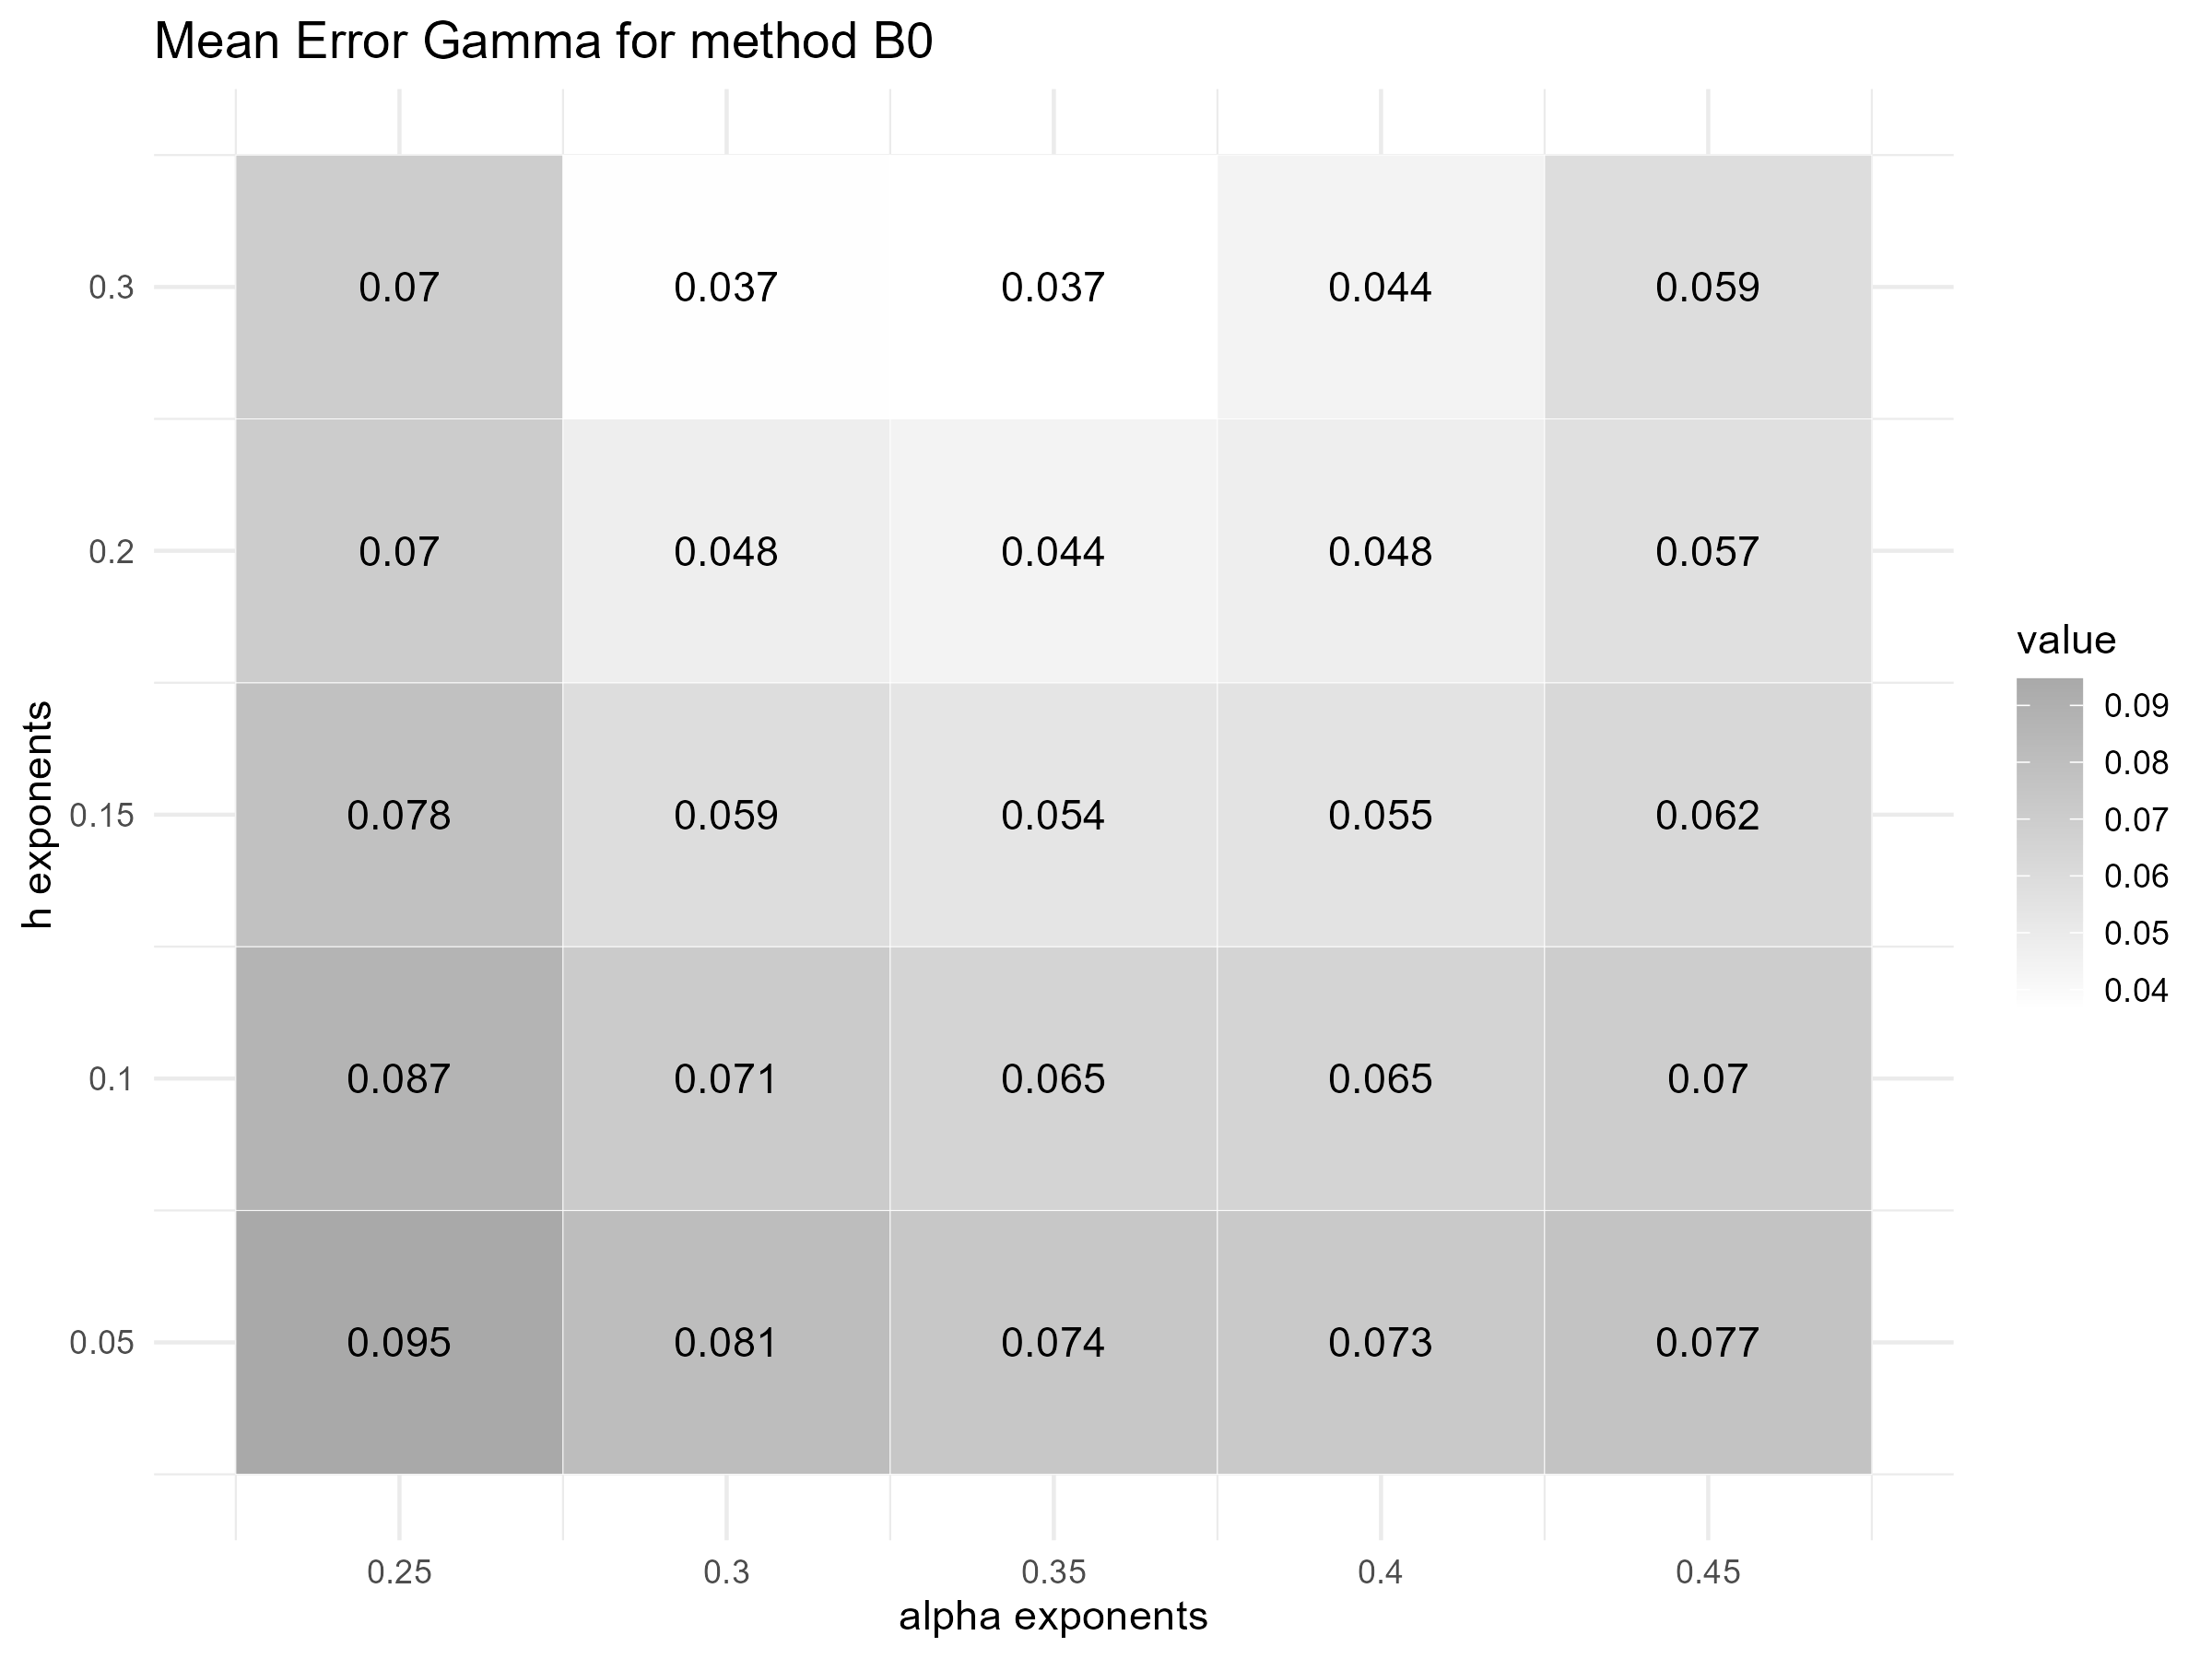 Mean Error Gamma for method B0
h exponents
0.3 0.07 0.037 0.037 0.044 0.059
0.2 0.07 0.048 0.044 0.048 0.057
0.15 0.078 0.059 0.054 0.055 0.062
0.1 0.087 0.071 0.065 0.065 0.07
0.05 0.095 0.081 0.074 0.073 0.077
0.25 0.3 0.35 0.4 0.45
alpha exponents
value
0.09
0.08
0.07
0.06
0.05
0.04